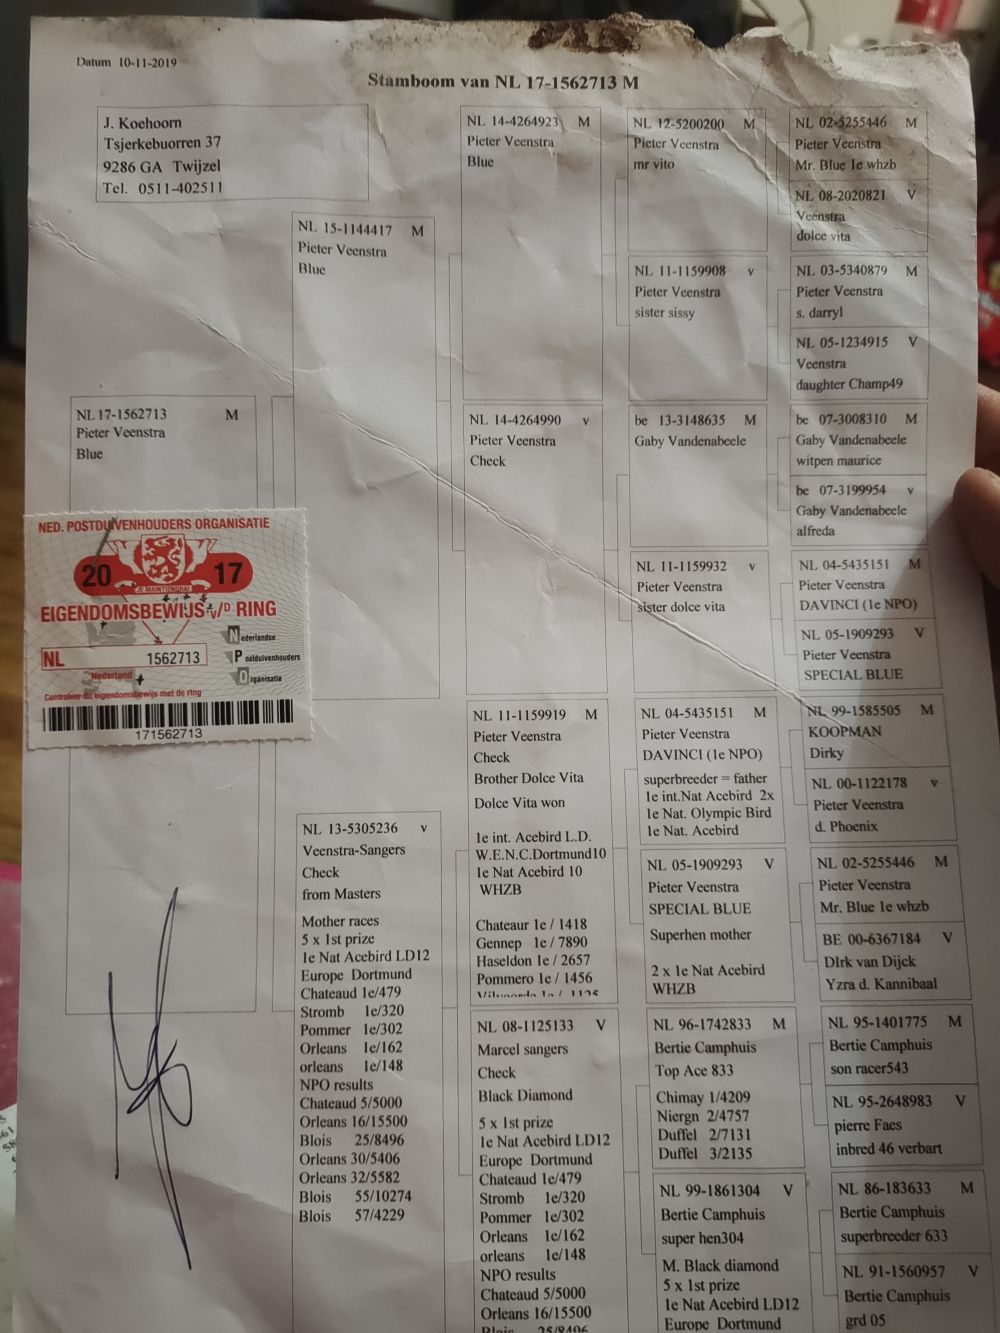 Datum 10-11-2019
Stamboom van NL 17-1562713 M
J. Koehoorn
Tsjerkebuorren 37
9286 GA Twijzel
Tel. 0511-402511
NL 17-1562713 M
Pieter Veenstra
Blue
NED. POSTDUIVENHOUDERS ORGANISATIE
20 17
JE MAINTIENDRAI
EIGENDOMSBEWIJS v/D RING
NL 1562713
Nederland
Nederlandse
Postduivenhouders
Organisatie
Controleer dit eigendomsbewijs met de ring
171562713
NL 15-1144417 M
Pieter Veenstra
Blue
NL 13-5305236 v
Veenstra-Sangers
Check
from Masters
Mother races
5 x 1st prize
1e Nat Acebird LD12
Europe Dortmund
Chateaud 1e/479
Stromb 1e/320
Pommer 1e/302
Orleans 1e/162
orleans 1e/148
NPO results
Chateaud 5/5000
Orleans 16/15500
Blois 25/8496
Orleans 30/5406
Orleans 32/5582
Blois 55/10274
Blois 57/4229
NL 14-4264923 M
Pieter Veenstra
Blue
NL 14-4264990 v
Pieter Veenstra
Check
NL 11-1159919 M
Pieter Veenstra
Check
Brother Dolce Vita
Dolce Vita won
1e int. Acebird L.D.
W.E.N.C.Dortmund10
1e Nat Acebird 10
WHZB
Chateaur 1e / 1418
Gennep 1e / 7890
Haseldon 1e / 2657
Pommero 1e / 1456
NL 08-1125133 V
Marcel sangers
Check
Black Diamond
5 x 1st prize
1e Nat Acebird LD12
Europe Dortmund
Chateaud 1e/479
Stromb 1e/320
Pommer 1e/302
Orleans 1e/162
orleans 1e/148
NPO results
Chateaud 5/5000
Orleans 16/15500
Blois 25/8496
NL 12-5200200 M
Pieter Veenstra
mr vito
NL 11-1159908 v
Pieter Veenstra
sister sissy
be 13-3148635 M
Gaby Vandenabeele
NL 11-1159932 v
Pieter Veenstra
sister dolce vita
NL 04-5435151 M
Pieter Veenstra
DAVINCI (1e NPO)
superbreeder = father
1e int.Nat Acebird 2x
1e Nat. Olympic Bird
1e Nat. Acebird
NL 05-1909293 V
Pieter Veenstra
SPECIAL BLUE
Superhen mother
2 x 1e Nat Acebird
WHZB
NL 96-1742833 M
Bertie Camphuis
Top Ace 833
Chimay 1/4209
Niergn 2/4757
Duffel 2/7131
Duffel 3/2135
NL 99-1861304 V
Bertie Camphuis
super hen304
M. Black diamond
5 x 1st prize
1e Nat Acebird LD12
Europe Dortmund
NL 02-5255446 M
Pieter Veenstra
Mr. Blue 1e whzb
NL 08-2020821 V
Veenstra
dolce vita
NL 03-5340879 M
Pieter Veenstra
s. darryl
NL 05-1234915 V
Veenstra
daughter Champ49
be 07-3008310 M
Gaby Vandenabeele
witpen maurice
be 07-3199954 v
Gaby Vandenabeele
alfreda
NL 04-5435151 M
Pieter Veenstra
DAVINCI (1e NPO)
NL 05-1909293 V
Pieter Veenstra
SPECIAL BLUE
NL 99-1585505 M
KOOPMAN
Dirky
NL 00-1122178 v
Pieter Veenstra
d. Phoenix
NL 02-5255446 M
Pieter Veenstra
Mr. Blue 1e whzb
BE 00-6367184 V
DIrk van Dijck
Yzra d. Kannibaal
NL 95-1401775 M
Bertie Camphuis
son racer543
NL 95-2648983 V
pierre Faes
inbred 46 verbart
NL 86-183633 M
Bertie Camphuis
superbreeder 633
NL 91-1560957 V
Bertie Camphuis
grd 05